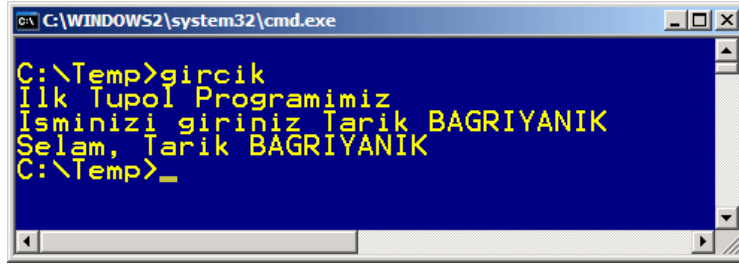 C:\WINDOWS2\system32\cmd.exe
C:\Temp>gircik
Ilk Tupol Programimiz
Isminizi giriniz Tarik BAGRIYANIK
Selam, Tarik BAGRIYANIK
C:\Temp>_